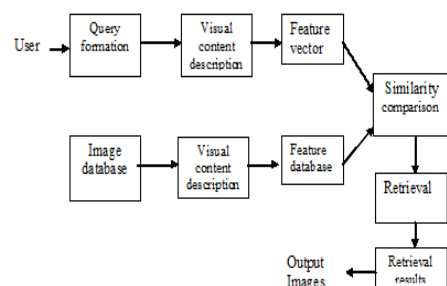 User
Query
formation
Visual
content
description
Feature
vector
Similarity
comparison
Image
database
Visual
content
description
Feature
database
Retrieval
Retrieval
results
Output
Images